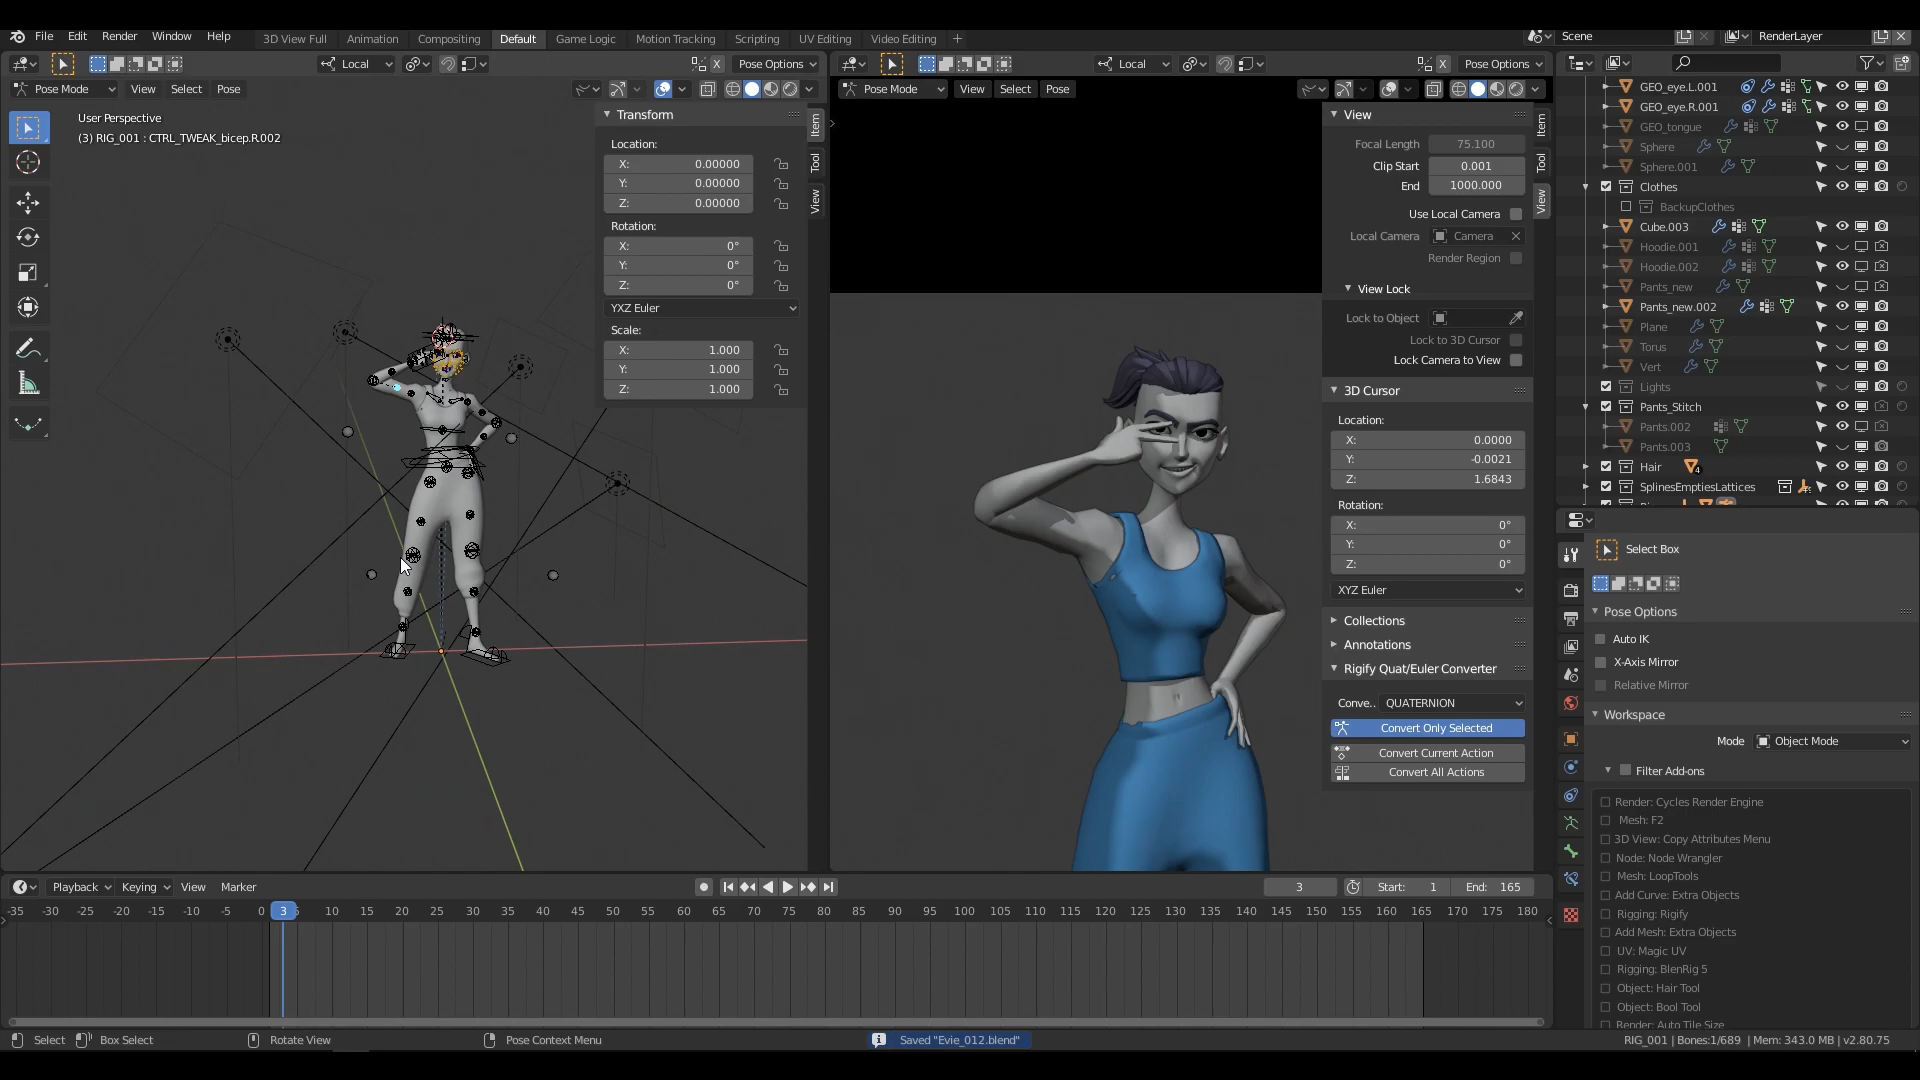 File Edit Render Window Help
3D View Full Animation Compositing Default Game Logic Motion Tracking Scripting UV Editing Video Editing +
Scene
RenderLayer
Local
Pose Options
Pose Mode View Select Pose
User Perspective
(3) RIG_001 : CTRL_TWEAK_bicep.R.002
Transform
Location:
X: 0.00000
Y: 0.00000
Z: 0.00000
Rotation:
X: 0°
Y: 0°
Z: 0°
YXZ Euler
Scale:
X: 1.000
Y: 1.000
Z: 1.000
Item
Tool
View
Local
Pose Options
Pose Mode View Select Pose
View
Focal Length 75.100
Clip Start 0.001
End 1000.000
Use Local Camera
Local Camera Camera
Render Region
View Lock
Lock to Object
Lock to 3D Cursor
Lock Camera to View
3D Cursor
Location:
X: 0.0000
Y: -0.0021
Z: 1.6843
Rotation:
X: 0°
Y: 0°
Z: 0°
XYZ Euler
Collections
Annotations
Rigify Quat/Euler Converter
Conve.. QUATERNION
Convert Only Selected
Convert Current Action
Convert All Actions
Item
Tool
View
GEO_eye.L.001
GEO_eye.R.001
GEO_tongue
Sphere
Sphere.001
Clothes
BackupClothes
Cube.003
Hoodie.001
Hoodie.002
Pants_new
Pants_new.002
Plane
Torus
Vert
Lights
Pants_Stitch
Pants.002
Pants.003
Hair 4
SplinesEmptiesLattices
Select Box
Pose Options
Auto IK
X-Axis Mirror
Relative Mirror
Workspace
Mode Object Mode
Filter Add-ons
Render: Cycles Render Engine
Mesh: F2
3D View: Copy Attributes Menu
Node: Node Wrangler
Mesh: LoopTools
Add Curve: Extra Objects
Rigging: Rigify
Add Mesh: Extra Objects
UV: Magic UV
Rigging: BlenRig 5
Object: Hair Tool
Object: Bool Tool
Render: Auto Tile Size
Playback Keying View Marker
3 Start: 1 End: 165
-35 -30 -25 -20 -15 -10 -5 0 3 10 15 20 25 30 35 40 45 50 55 60 65 70 75 80 85 90 95 100 105 110 115 120 125 130 135 140 145 150 155 160 165 170 175 180
Select Box Select Rotate View Pose Context Menu Saved "Evie_012.blend" RIG_001 | Bones:1/689 | Mem: 343.0 MB | v2.80.75